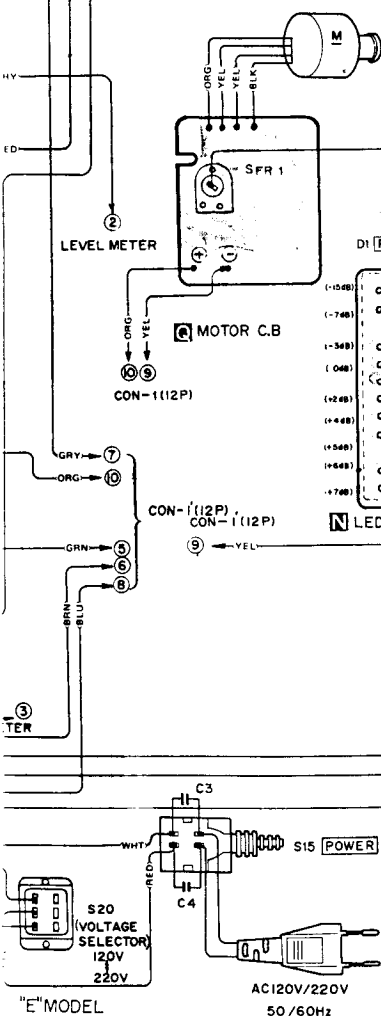 M
ORG
YEL
YEL
BLK
HY
ED
SFR 1
②
LEVEL METER
+
−
D1
(-15dB)
(-7dB)
(-3dB)
(0dB)
(+2dB)
(+4dB)
(+5dB)
(+6dB)
+7dB)
ORG
YEL
Q MOTOR C.B
⑩ ⑨
CON-1(12P)
GRY ⑦
ORG ⑩
CON-1'(12P)
CON-1'(12P)
N LED
GRN ⑤
⑨ YEL
⑥
⑧
BRN
BLU
③
TER
C3
WHT
S15 POWER
RED
C4
S20
(VOLTAGE
SELECTOR)
120V
220V
"E" MODEL
AC120V/220V
50/60Hz